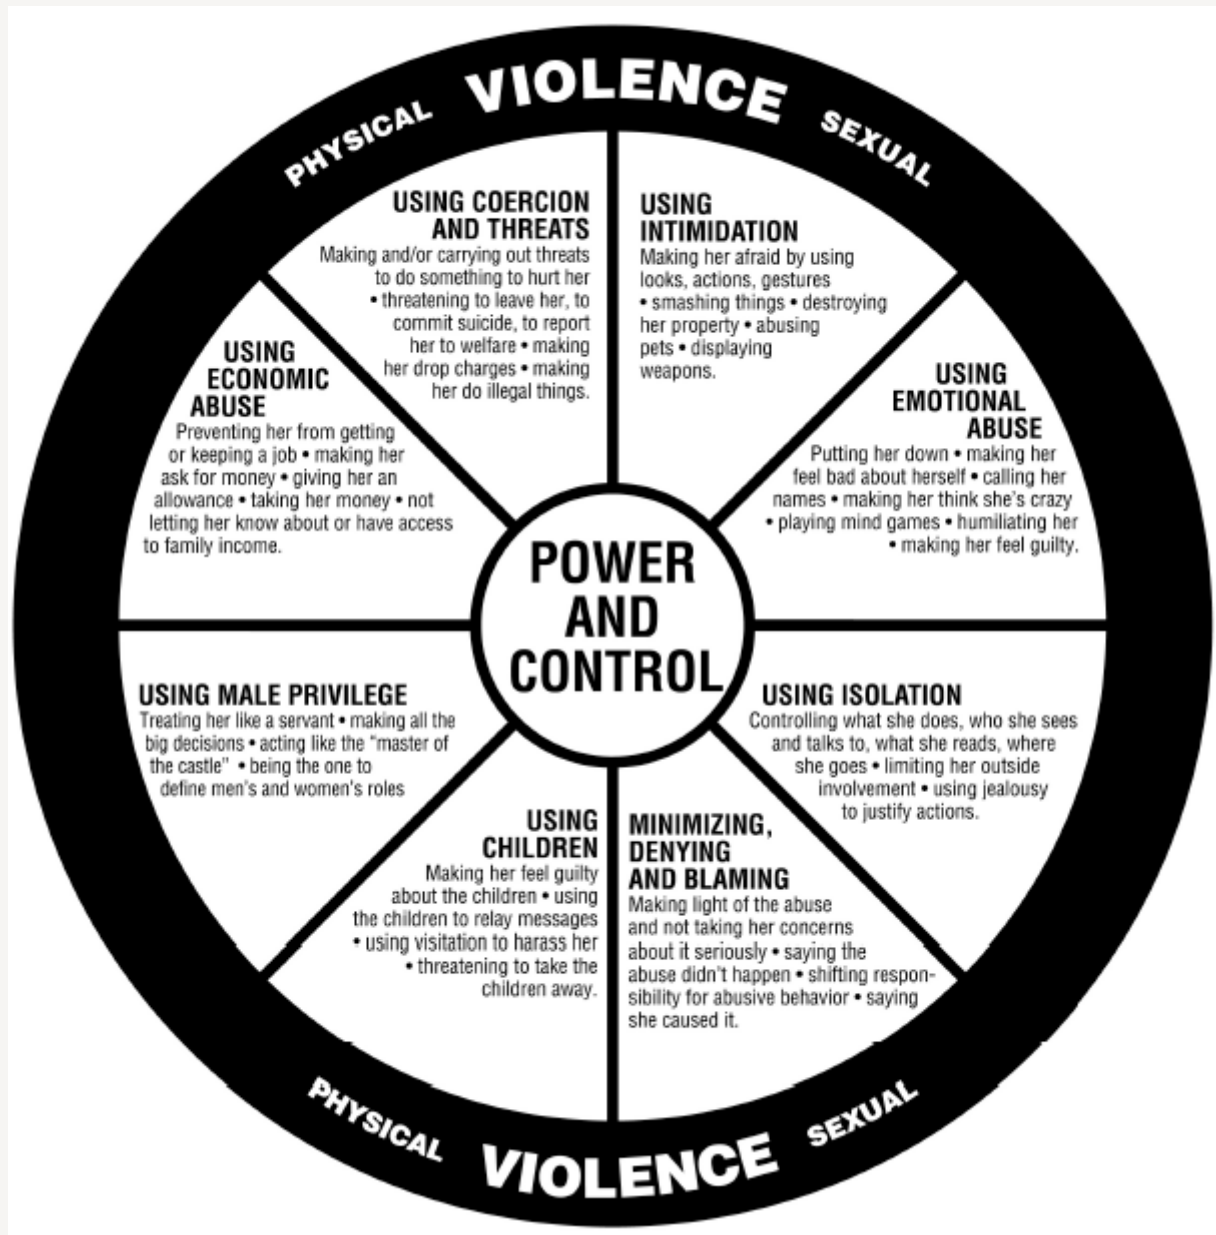 PHYSICAL VIOLENCE SEXUAL
USING COERCION
AND THREATS
Making and/or carrying out threats
to do something to hurt her
• threatening to leave her, to
commit suicide, to report
her to welfare • making
her drop charges • making
her do illegal things.
USING
INTIMIDATION
Making her afraid by using
looks, actions, gestures
• smashing things • destroying
her property • abusing
pets • displaying
weapons.
USING
ECONOMIC
ABUSE
Preventing her from getting
or keeping a job • making her
ask for money • giving her an
allowance • taking her money • not
letting her know about or have access
to family income.
USING
EMOTIONAL
ABUSE
Putting her down • making her
feel bad about herself • calling her
names • making her think she's crazy
• playing mind games • humiliating her
• making her feel guilty.
POWER
AND
CONTROL
USING MALE PRIVILEGE
Treating her like a servant • making all the
big decisions • acting like the "master of
the castle" • being the one to
define men's and women's roles
USING ISOLATION
Controlling what she does, who she sees
and talks to, what she reads, where
she goes • limiting her outside
involvement • using jealousy
to justify actions.
USING
CHILDREN
Making her feel guilty
about the children • using
the children to relay messages
• using visitation to harass her
• threatening to take the
children away.
MINIMIZING,
DENYING
AND BLAMING
Making light of the abuse
and not taking her concerns
about it seriously • saying the
abuse didn't happen • shifting respon-
sibility for abusive behavior • saying
she caused it.
PHYSICAL VIOLENCE SEXUAL